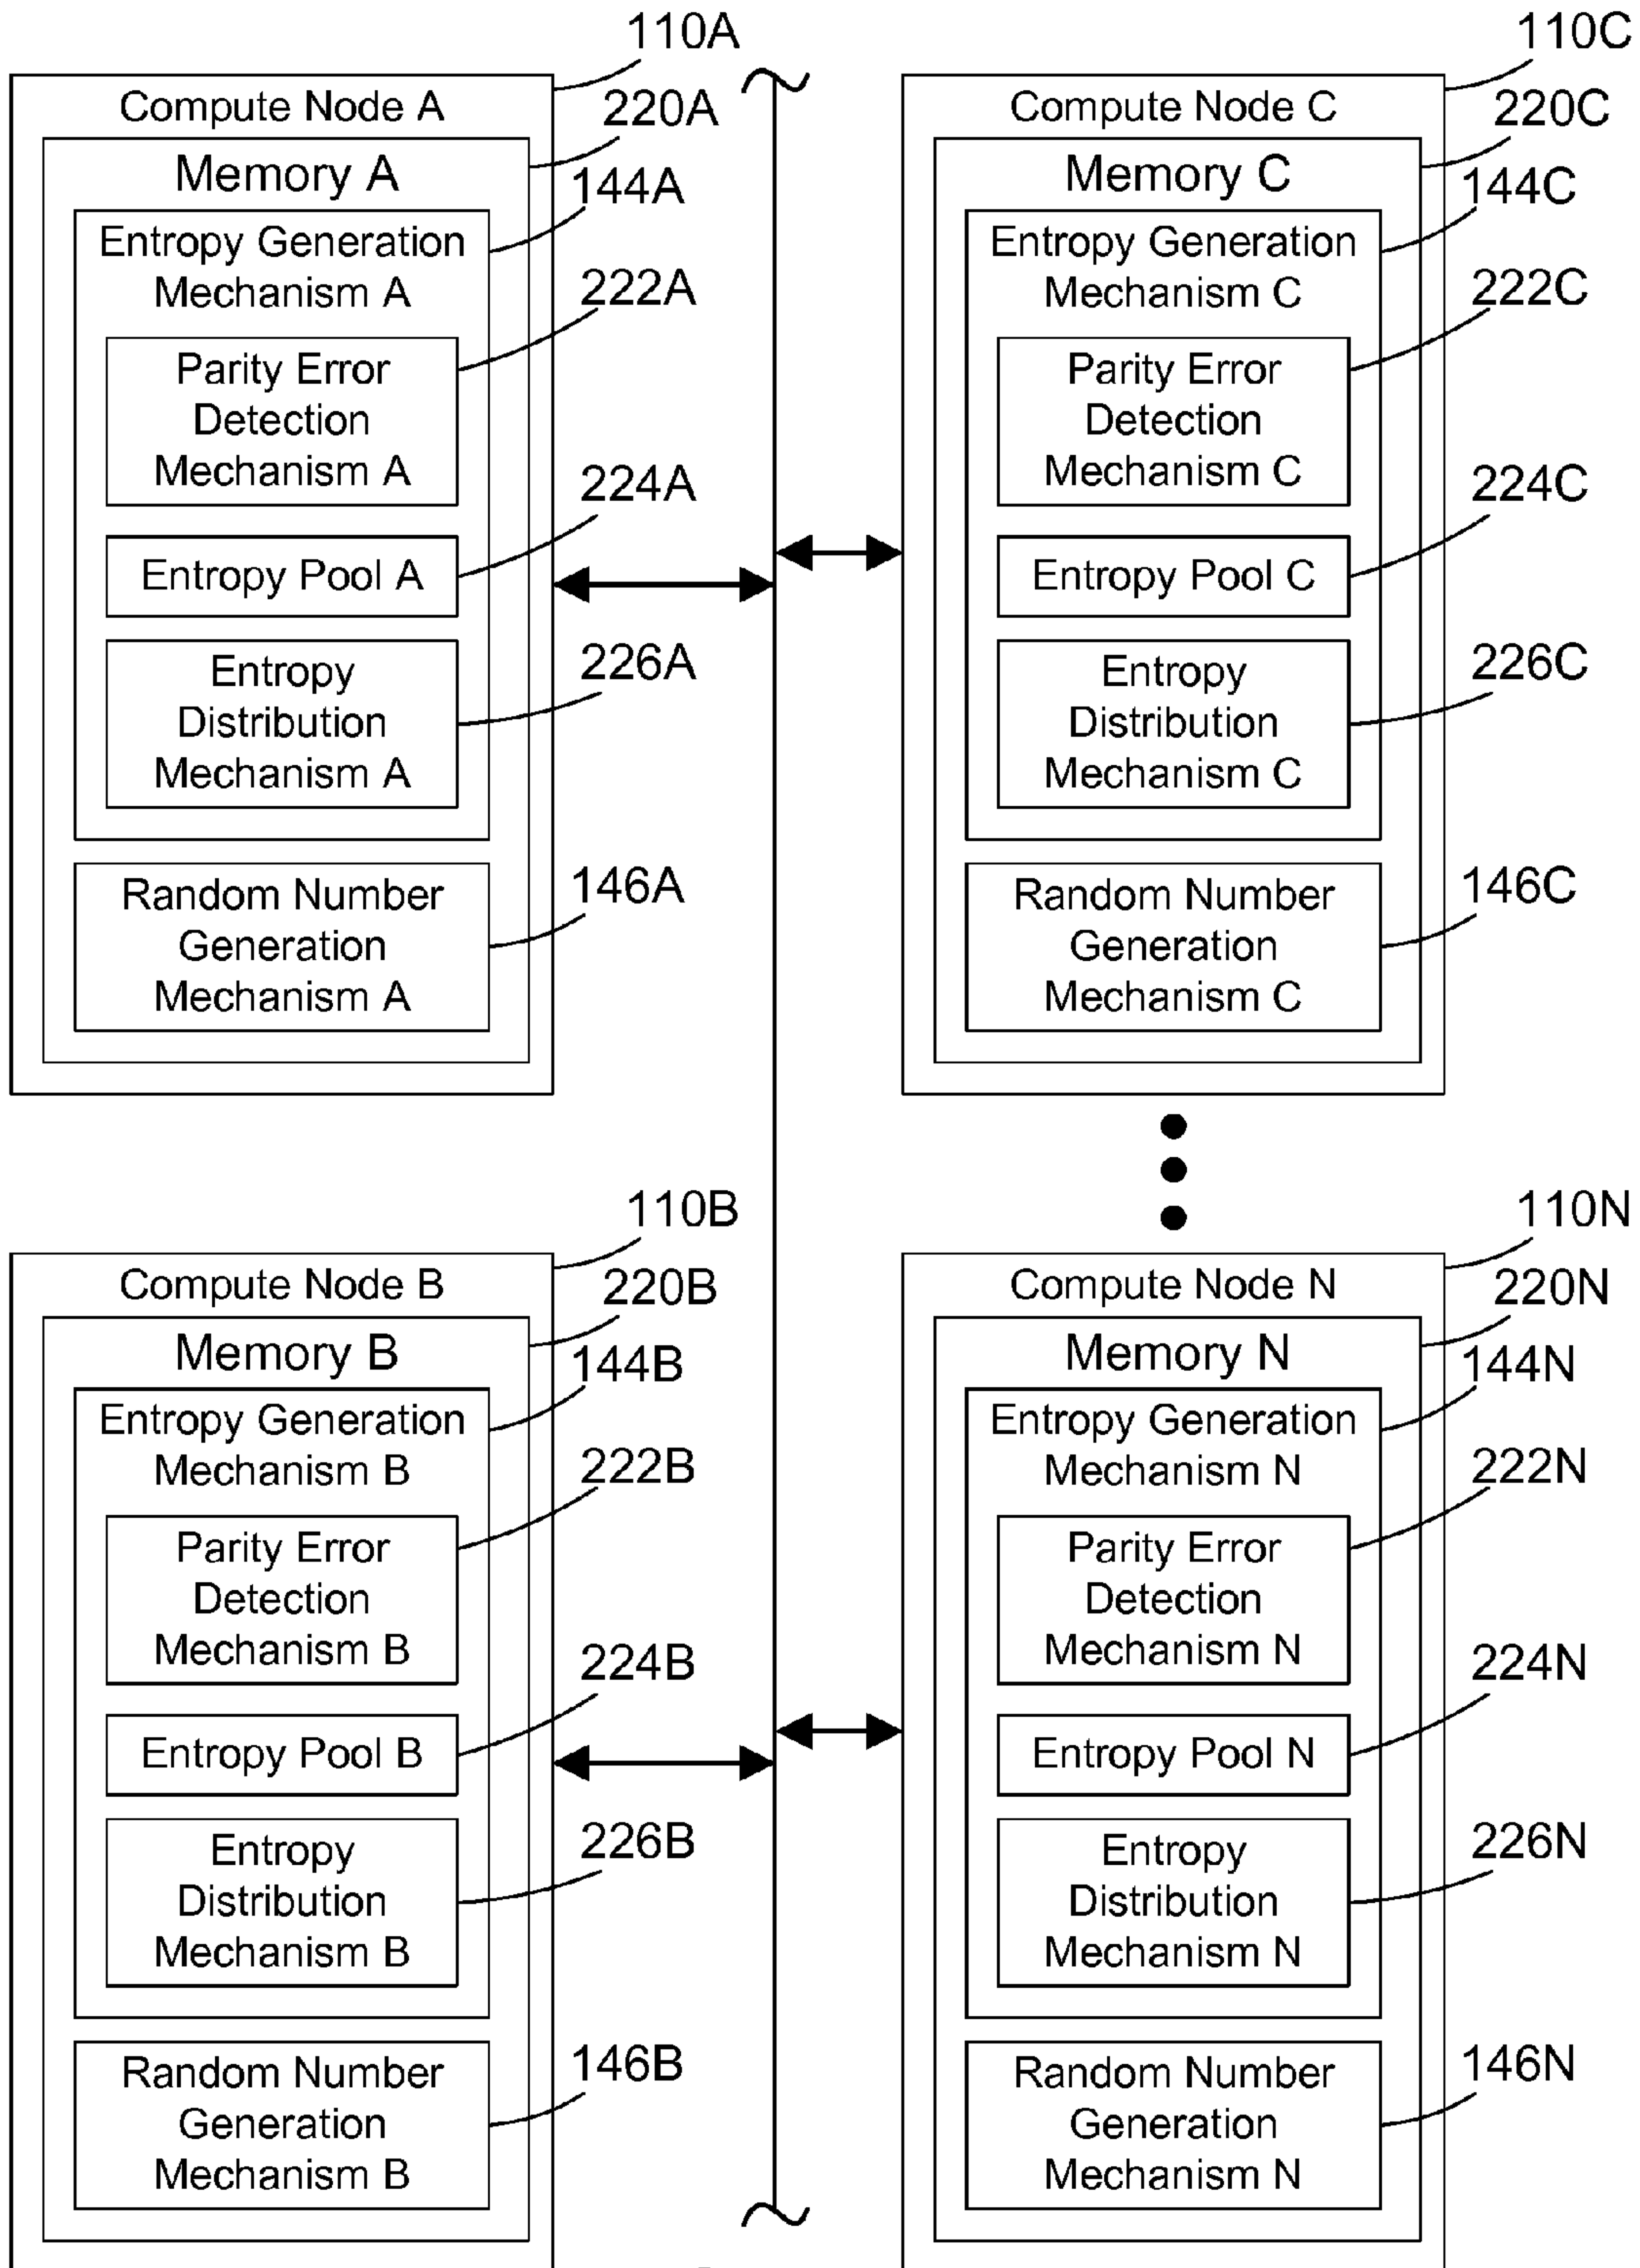 110A
Compute Node A
220A
Memory A
144A
Entropy Generation
Mechanism A
222A
Parity Error
Detection
Mechanism A
224A
Entropy Pool A
226A
Entropy
Distribution
Mechanism A
146A
Random Number
Generation
Mechanism A
110C
Compute Node C
220C
Memory C
144C
Entropy Generation
Mechanism C
222C
Parity Error
Detection
Mechanism C
224C
Entropy Pool C
226C
Entropy
Distribution
Mechanism C
146C
Random Number
Generation
Mechanism C
110B
Compute Node B
220B
Memory B
144B
Entropy Generation
Mechanism B
222B
Parity Error
Detection
Mechanism B
224B
Entropy Pool B
226B
Entropy
Distribution
Mechanism B
146B
Random Number
Generation
Mechanism B
110N
Compute Node N
220N
Memory N
144N
Entropy Generation
Mechanism N
222N
Parity Error
Detection
Mechanism N
224N
Entropy Pool N
226N
Entropy
Distribution
Mechanism N
146N
Random Number
Generation
Mechanism N